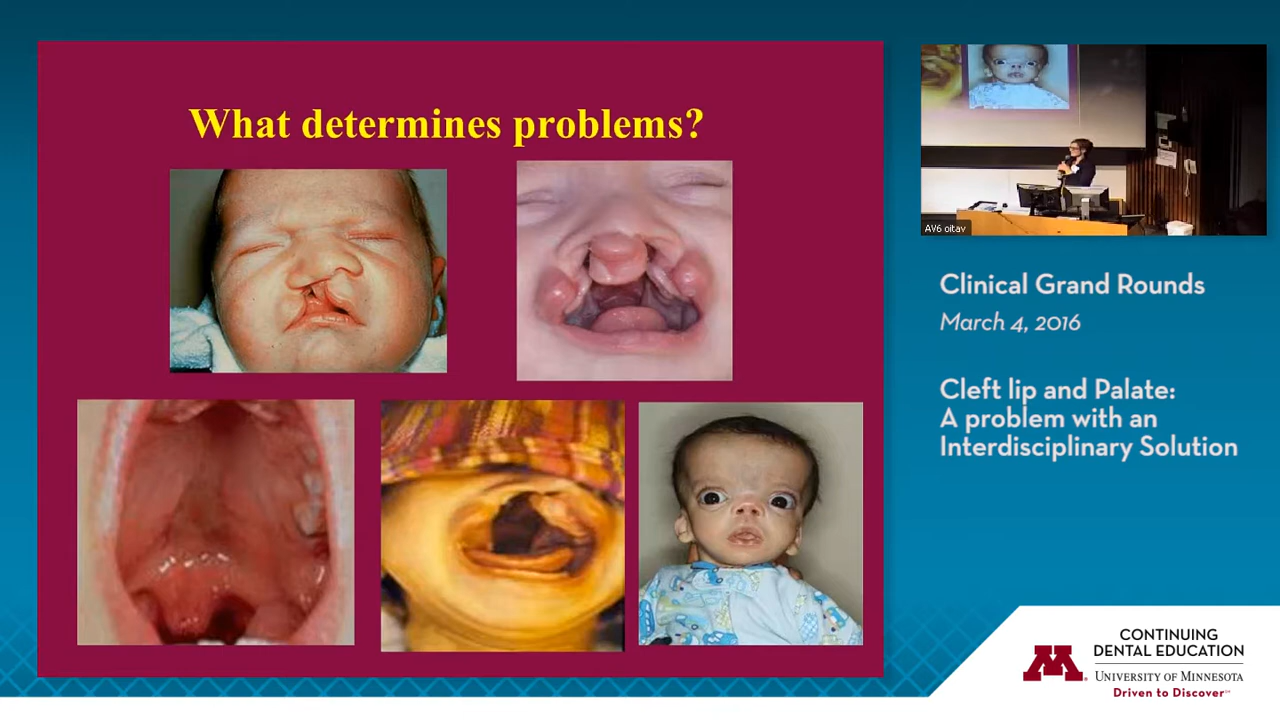 What determines problems?
AV6 oitav
Clinical Grand Rounds
March 4, 2016
Cleft lip and Palate:
A problem with an
Interdisciplinary Solution
M
CONTINUING
DENTAL EDUCATION
UNIVERSITY OF MINNESOTA
Driven to Discover℠